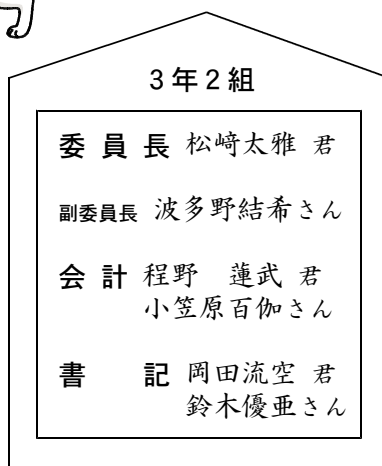 3年2組
委員長 松﨑太雅 君
副委員長 波多野結希さん
会計 程野　蓮武 君
小笠原百伽さん
書記 岡田流空 君
鈴木優亜さん